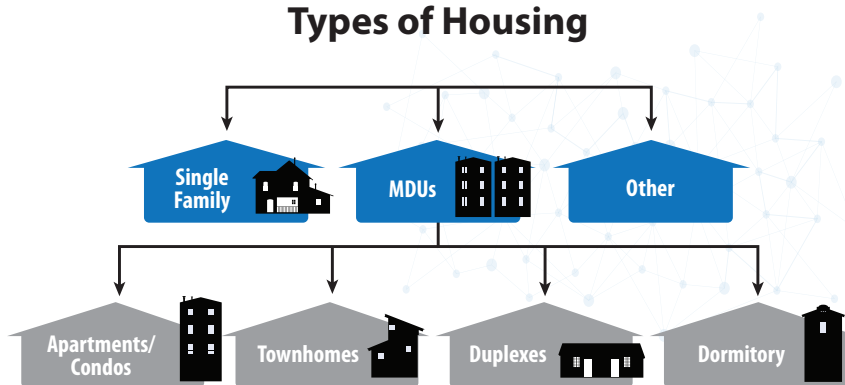 Types of Housing
Single
Family
MDUs
Other
Apartments/
Condos
Townhomes
Duplexes
Dormitory